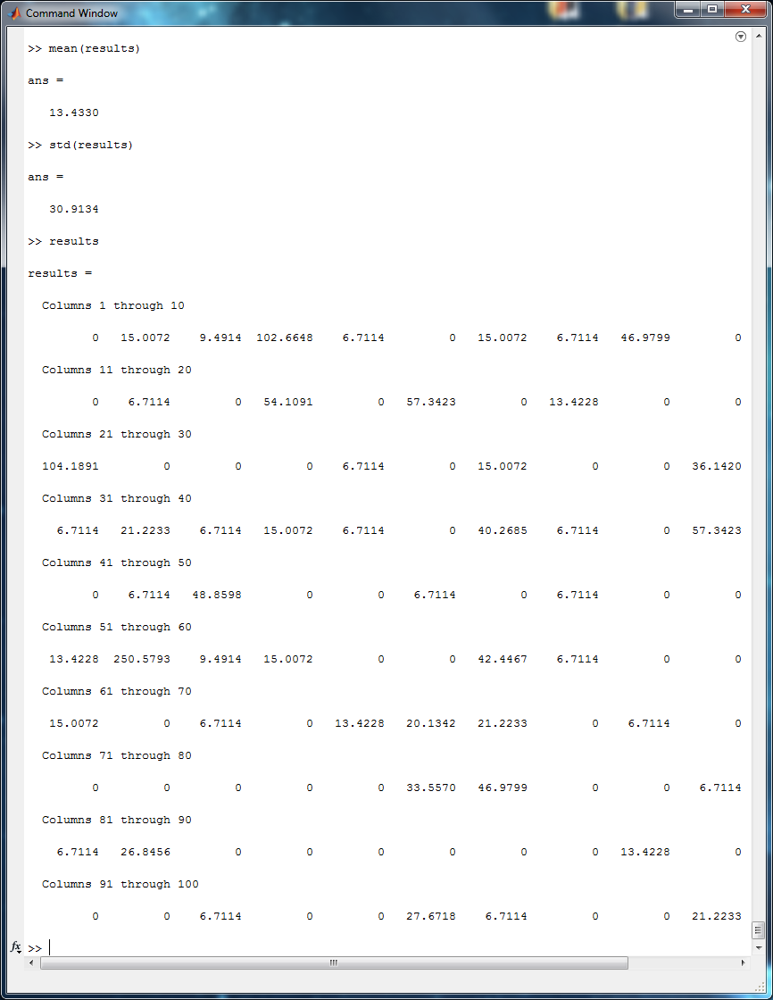 Command Window
>> mean(results)
ans =
13.4330
>> std(results)
ans =
30.9134
>> results
results =
Columns 1 through 10
0 15.0072 9.4914 102.6648 6.7114 0 15.0072 6.7114 46.9799 0
Columns 11 through 20
0 6.7114 0 54.1091 0 57.3423 0 13.4228 0 0
Columns 21 through 30
104.1891 0 0 0 6.7114 0 15.0072 0 0 36.1420
Columns 31 through 40
6.7114 21.2233 6.7114 15.0072 6.7114 0 40.2685 6.7114 0 57.3423
Columns 41 through 50
0 6.7114 48.8598 0 0 6.7114 0 6.7114 0 0
Columns 51 through 60
13.4228 250.5793 9.4914 15.0072 0 0 42.4467 6.7114 0 0
Columns 61 through 70
15.0072 0 6.7114 0 13.4228 20.1342 21.2233 0 6.7114 0
Columns 71 through 80
0 0 0 0 0 33.5570 46.9799 0 0 6.7114
Columns 81 through 90
6.7114 26.8456 0 0 0 0 0 0 13.4228 0
Columns 91 through 100
0 0 6.7114 0 0 27.6718 6.7114 0 0 21.2233
fx >>